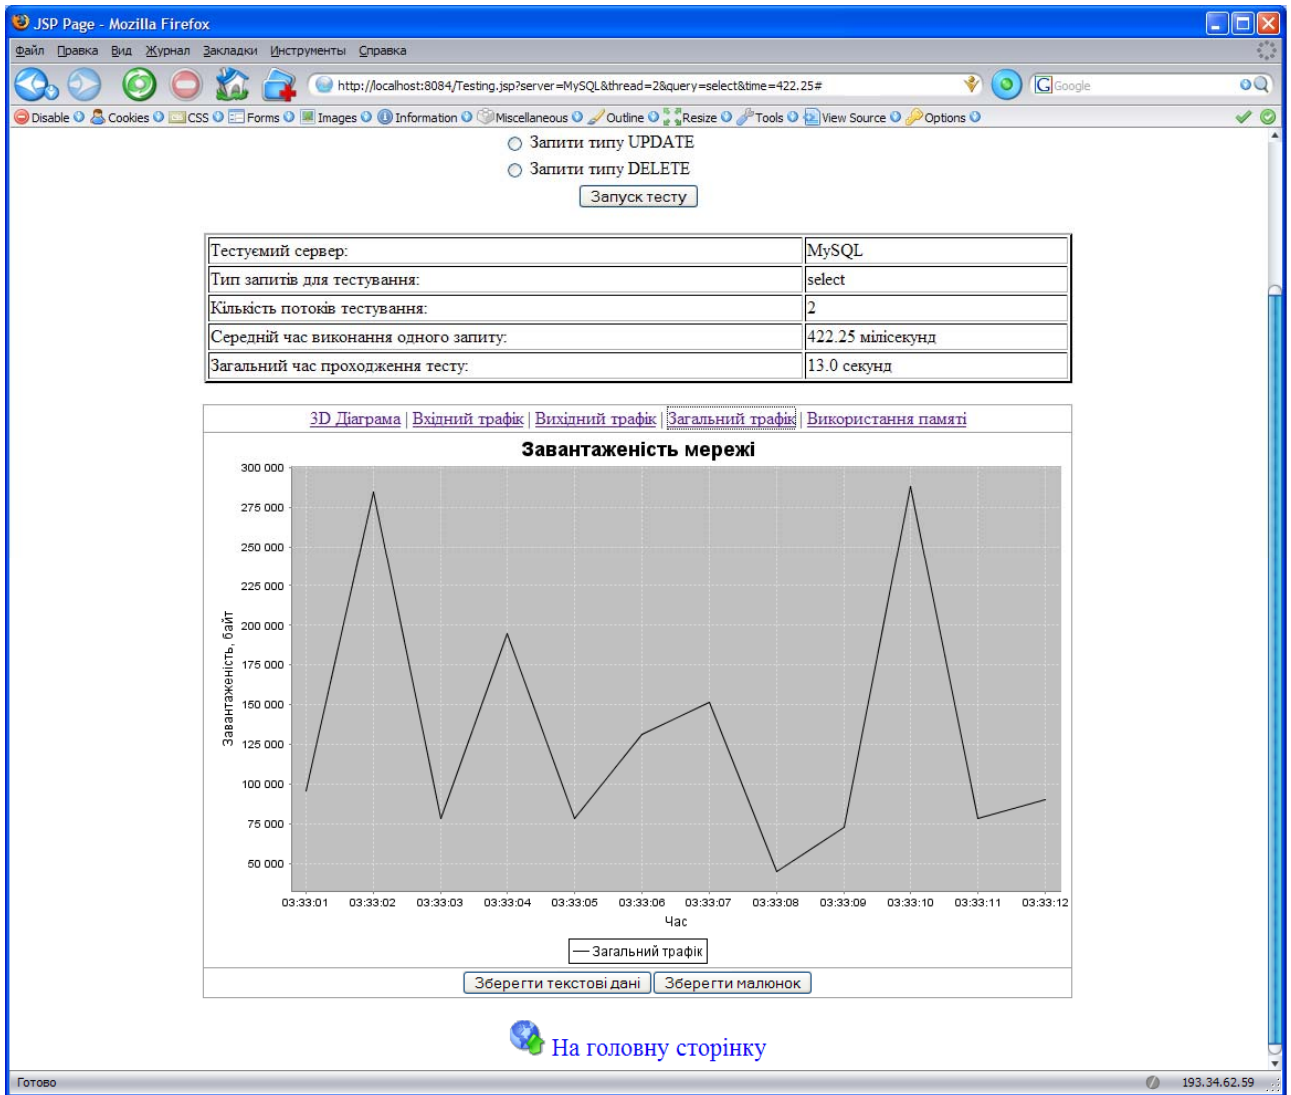 JSP Page - Mozilla Firefox
Файл Правка Вид Журнал Закладки Инструменты Справка
http://localhost:8084/Testing.jsp?server=MySQL&thread=2&query=select&time=422.25# Google
Disable Cookies CSS Forms Images Information Miscellaneous Outline Resize Tools View Source Options
Запити типу UPDATE
Запити типу DELETE
Запуск тесту
Тестуємий сервер: MySQL
Тип запитів для тестування: select
Кількість потоків тестування: 2
Середній час виконання одного запиту: 422.25 мілісекунд
Загальний час проходження тесту: 13.0 секунд
3D Діаграма | Вхідний трафік | Вихідний трафік | Загальний трафік | Використання памяті
Завантаженість мережі
300 000
275 000
250 000
225 000
200 000
175 000
150 000
125 000
100 000
75 000
50 000
Завантаженість, байт
03:33:01 03:33:02 03:33:03 03:33:04 03:33:05 03:33:06 03:33:07 03:33:08 03:33:09 03:33:10 03:33:11 03:33:12
Час
Загальний трафік
Зберегти текстові дані Зберегти малюнок
На головну сторінку
Готово 193.34.62.59